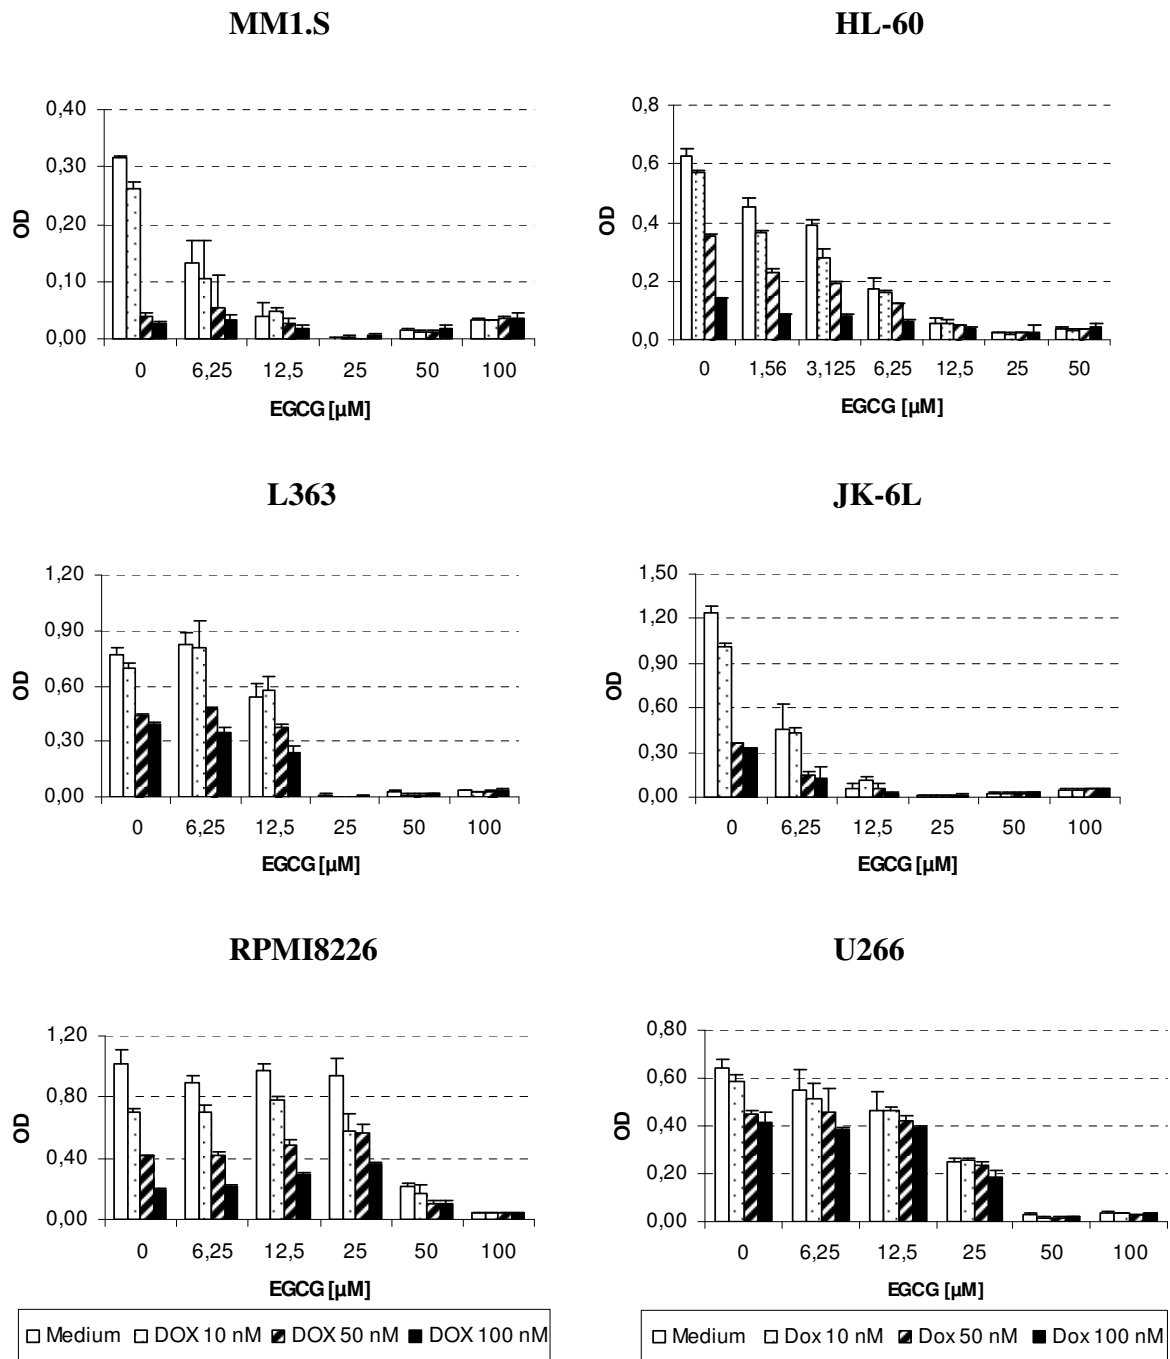 MM1.S
0,40
0,30
0,20
0,10
0,00
OD
0 6,25 12,5 25 50 100
EGCG [µM]
HL-60
0,8
0,6
0,4
0,2
0,0
OD
0 1,56 3,125 6,25 12,5 25 50
EGCG [µM]
L363
1,20
0,90
0,60
0,30
0,00
OD
0 6,25 12,5 25 50 100
EGCG [µM]
JK-6L
1,50
1,20
0,90
0,60
0,30
0,00
OD
0 6,25 12,5 25 50 100
EGCG [µM]
RPMI8226
1,20
0,80
0,40
0,00
OD
0 6,25 12,5 25 50 100
EGCG [µM]
U266
0,80
0,60
0,40
0,20
0,00
OD
0 6,25 12,5 25 50 100
EGCG [µM]
Medium DOX 10 nM DOX 50 nM DOX 100 nM
Medium Dox 10 nM Dox 50 nM Dox 100 nM